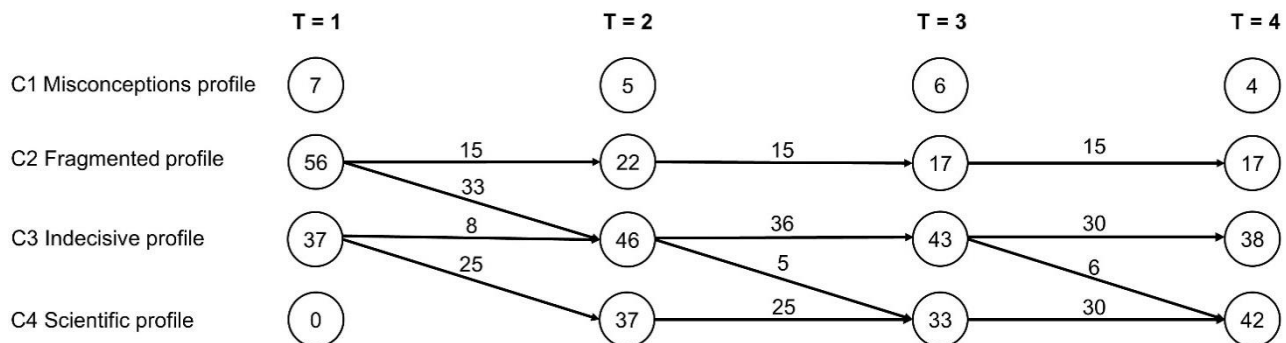 T = 1 T = 2 T = 3 T = 4
C1 Misconceptions profile 7 5 6 4
C2 Fragmented profile 56 15 22 15 17 15 17
33
C3 Indecisive profile 37 8 46 36 43 30 38
25 5 6
C4 Scientific profile 0 37 25 33 30 42